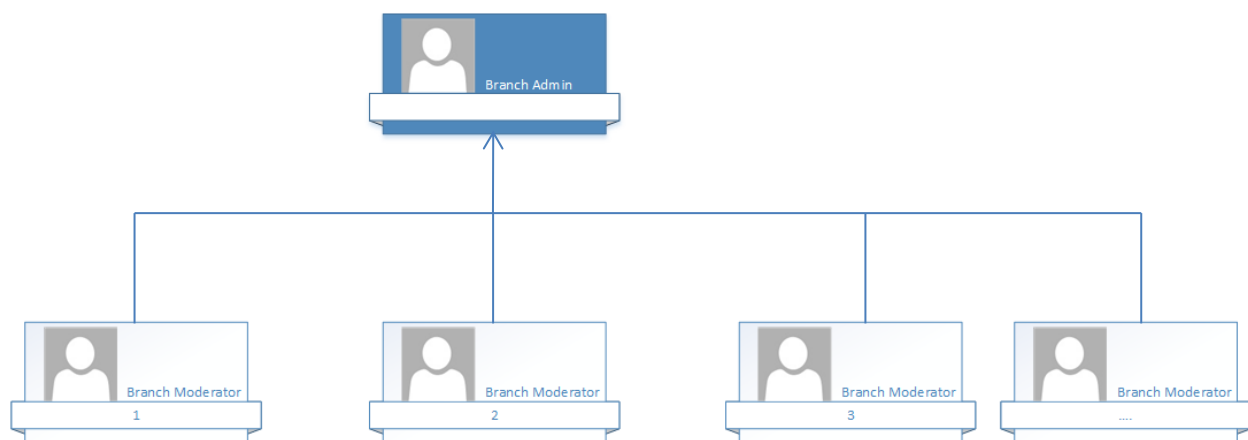 Branch Admin
Branch Moderator
1
Branch Moderator
2
Branch Moderator
3
Branch Moderator
....